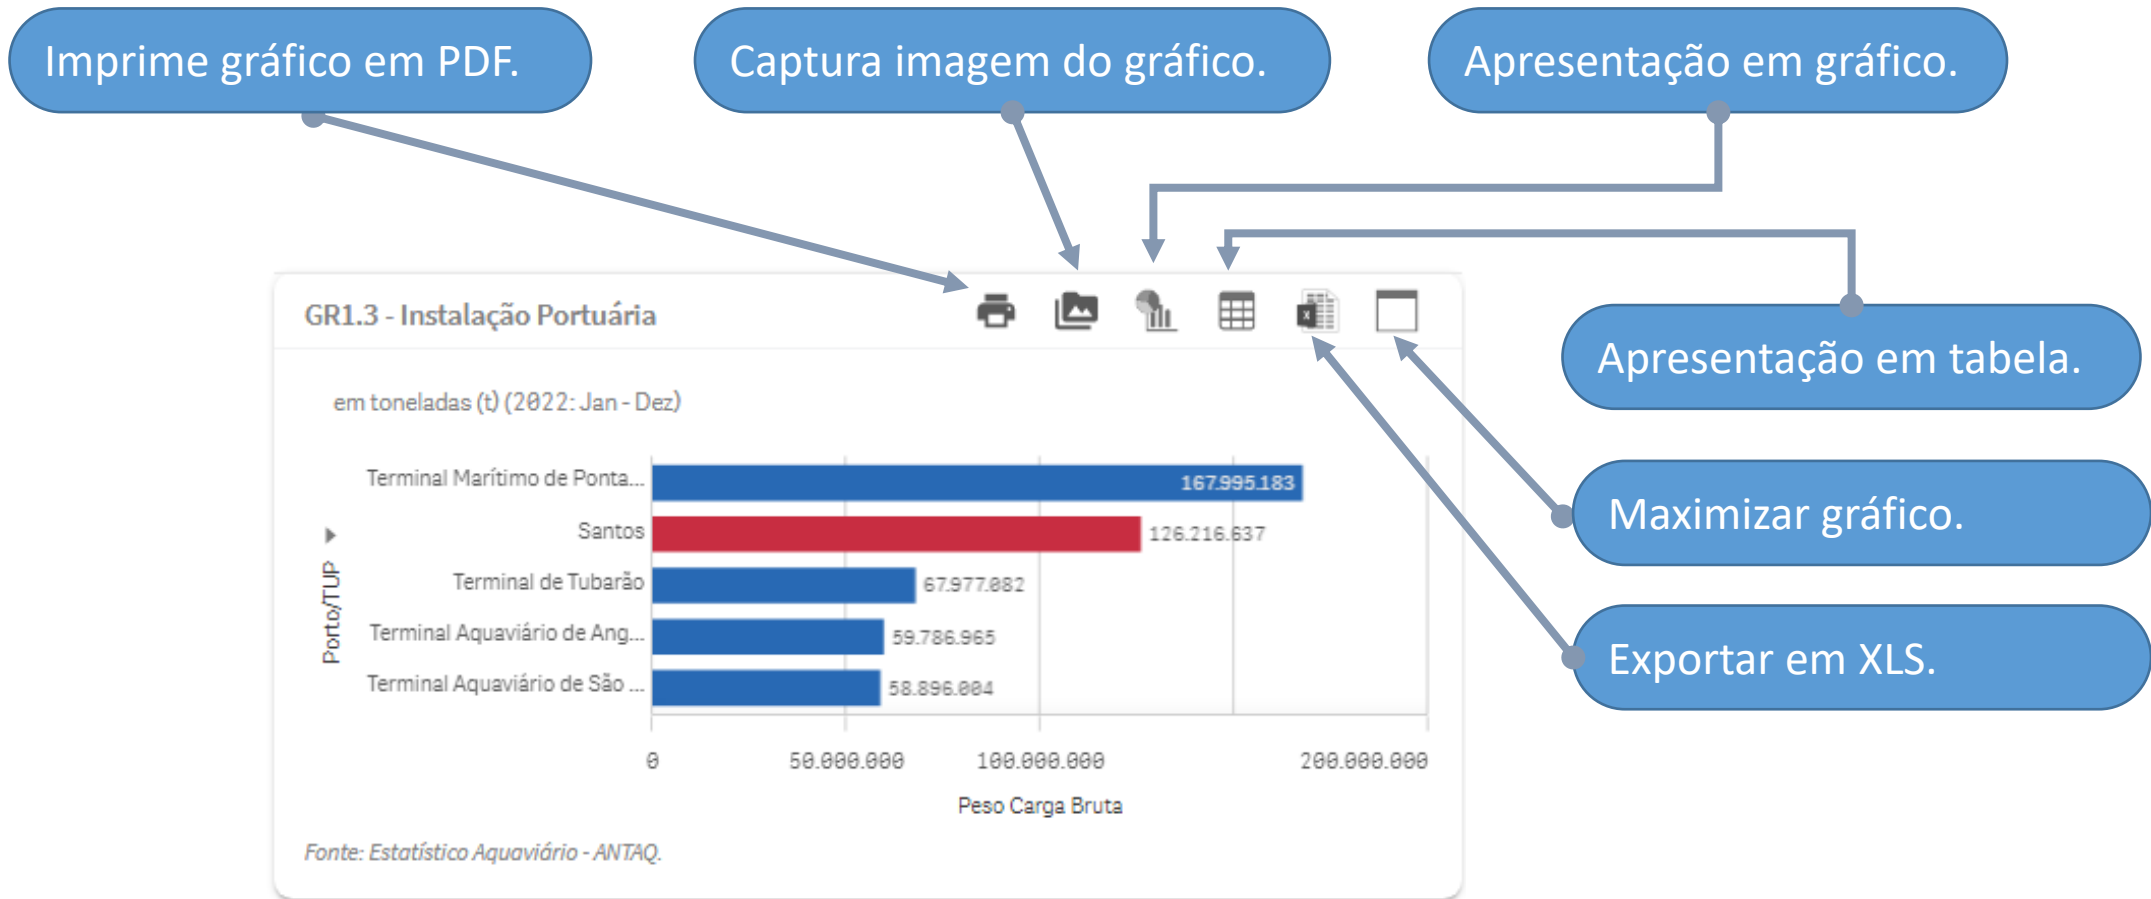 Imprime gráfico em PDF.
Captura imagem do gráfico.
Apresentação em gráfico.
GR1.3 - Instalação Portuária
X
Apresentação em tabela.
em toneladas (t) (2022: Jan - Dez)
Terminal Marítimo de Ponta...
167.995.183
Maximizar gráfico.
Santos
126.216.637
Porto/TUP
Terminal de Tubarão
67.977.082
Terminal Aquaviário de Ang...
59.786.965
Exportar em XLS.
Terminal Aquaviário de São ...
58.896.004
0 50.000.000 100.000.000 200.000.000
Peso Carga Bruta
Fonte: Estatístico Aquaviário - ANTAQ.